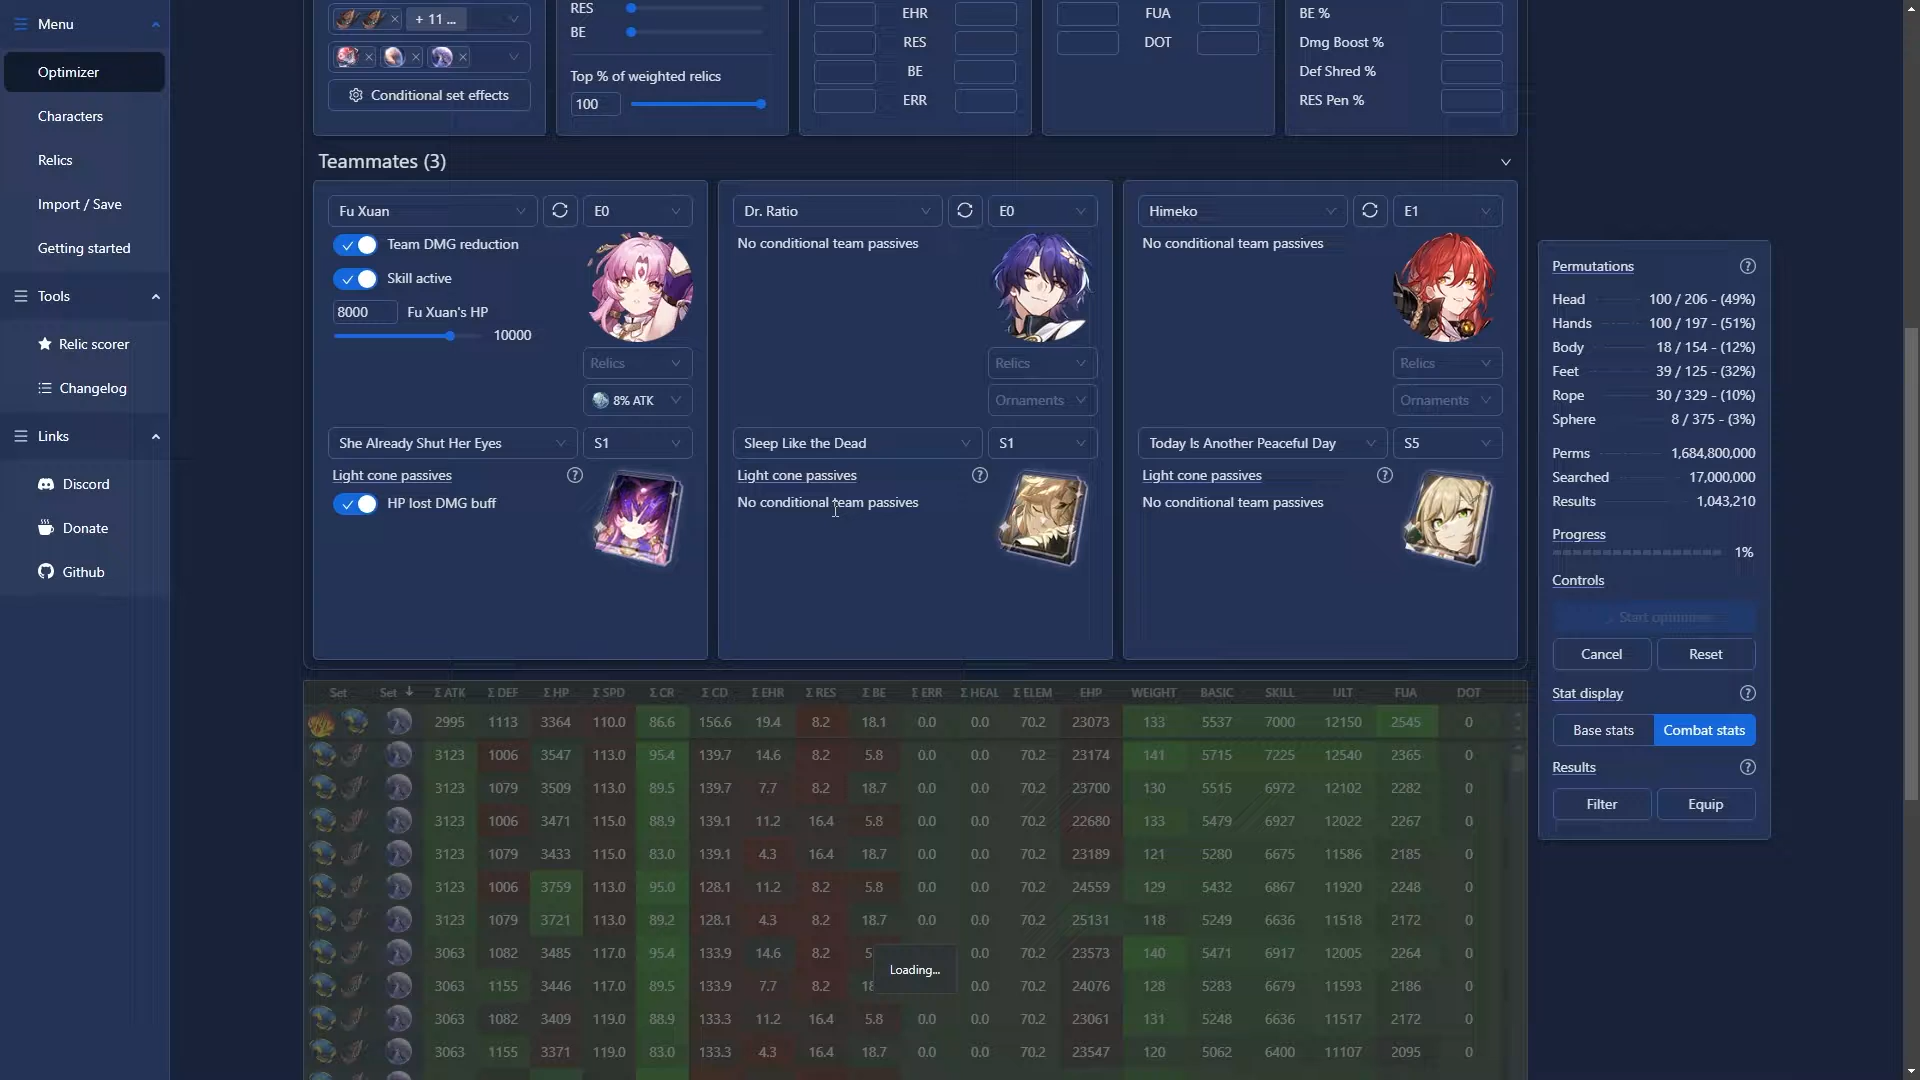 Menu
Optimizer
Characters
Relics
Import / Save
Getting started
Tools
Relic scorer
Changelog
Links
Discord
Donate
Github
+ 11 ...
Conditional set effects
RES
BE
Top % of weighted relics
100
EHR
RES
BE
ERR
FUA
DOT
BE %
Dmg Boost %
Def Shred %
RES Pen %
Teammates (3)
Fu Xuan
E0
Team DMG reduction
Skill active
8000
Fu Xuan's HP
10000
Relics
8% ATK
She Already Shut Her Eyes
S1
Light cone passives
HP lost DMG buff
Dr. Ratio
E0
No conditional team passives
Relics
Ornaments
Sleep Like the Dead
S1
Light cone passives
No conditional team passives
Himeko
E1
No conditional team passives
Relics
Ornaments
Today Is Another Peaceful Day
S5
Light cone passives
No conditional team passives
Permutations
Head 100 / 206 - (49%)
Hands 100 / 197 - (51%)
Body 18 / 154 - (12%)
Feet 39 / 125 - (32%)
Rope 30 / 329 - (10%)
Sphere 8 / 375 - (3%)
Perms 1,684,800,000
Searched 17,000,000
Results 1,043,210
Progress
1%
Controls
Cancel Reset
Stat display
Base stats Combat stats
Results
Filter Equip
Set Set Σ ATK Σ DEF Σ HP Σ SPD Σ CR Σ CD Σ EHR Σ RES Σ BE Σ ERR Σ HEAL Σ ELEM EHP WEIGHT BASIC SKILL ULT FUA DOT
2995 1113 3364 110.0 86.6 156.6 19.4 8.2 18.1 0.0 0.0 70.2 23073 133 5537 7000 12150 2545 0
3123 1006 3547 113.0 95.4 139.7 14.6 8.2 5.8 0.0 0.0 70.2 23174 141 5715 7225 12540 2365 0
3123 1079 3509 113.0 89.5 139.7 7.7 8.2 18.7 0.0 0.0 70.2 23700 130 5515 6972 12102 2282 0
3123 1006 3471 115.0 88.9 139.1 11.2 16.4 5.8 0.0 0.0 70.2 22680 133 5479 6927 12022 2267 0
3123 1079 3433 115.0 83.0 139.1 4.3 16.4 18.7 0.0 0.0 70.2 23189 121 5280 6675 11586 2185 0
3123 1006 3759 113.0 95.0 128.1 11.2 8.2 5.8 0.0 0.0 70.2 24559 129 5432 6867 11920 2248 0
3123 1079 3721 113.0 89.2 128.1 4.3 8.2 18.7 0.0 0.0 70.2 25131 118 5249 6636 11518 2172 0
3063 1082 3485 117.0 95.4 133.9 14.6 8.2 0.0 70.2 23573 140 5471 6917 12005 2264 0
Loading...
3063 1155 3446 117.0 89.5 133.9 7.7 8.2 0.0 70.2 24076 128 5283 6679 11593 2186 0
3063 1082 3409 119.0 88.9 133.3 11.2 16.4 5.8 0.0 0.0 70.2 23061 131 5248 6636 11517 2172 0
3063 1155 3371 119.0 83.0 133.3 4.3 16.4 18.7 0.0 0.0 70.2 23547 120 5062 6400 11107 2095 0